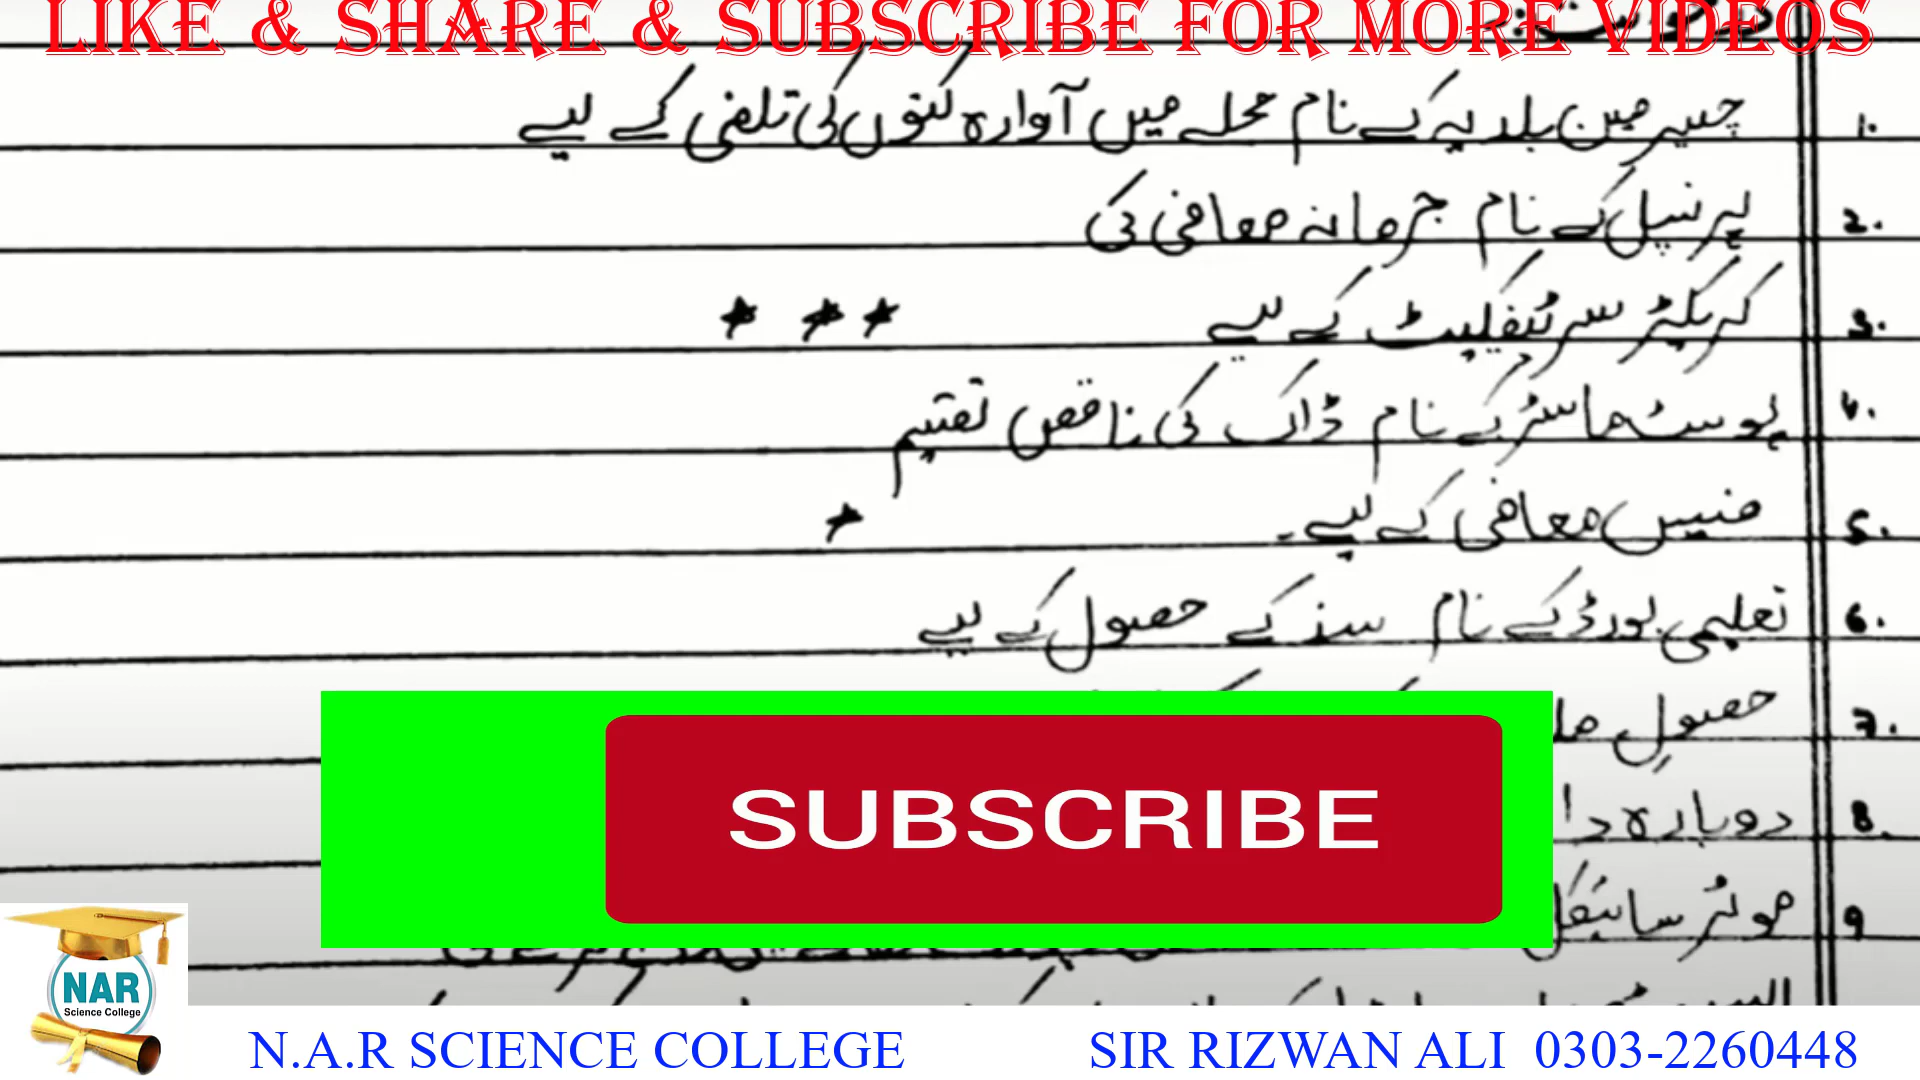 LIKE & SHARE & SUBSCRIBE FOR MORE VIDEOS
1. چیئرمین بلدیہ کے نام محلہ میں آوارہ کتوں کی تلفی کے لیے
2. پرنسپل کے نام جرمانہ معافی کی
3. کریکٹر سرٹیفکیٹ کے لیے ★ ★ ★
4. پوسٹ ماسٹر کے نام ڈاک کی ناقص تقسیم
5. فیس معافی کے لیے۔ ★
6. تعلیمی بورڈ کے نام سند کے حصول کے لیے
7. حصولِ
8. دوبارہ
9 موٹر سائیکل
SUBSCRIBE
NAR
Science College
N.A.R SCIENCE COLLEGE SIR RIZWAN ALI 0303-2260448